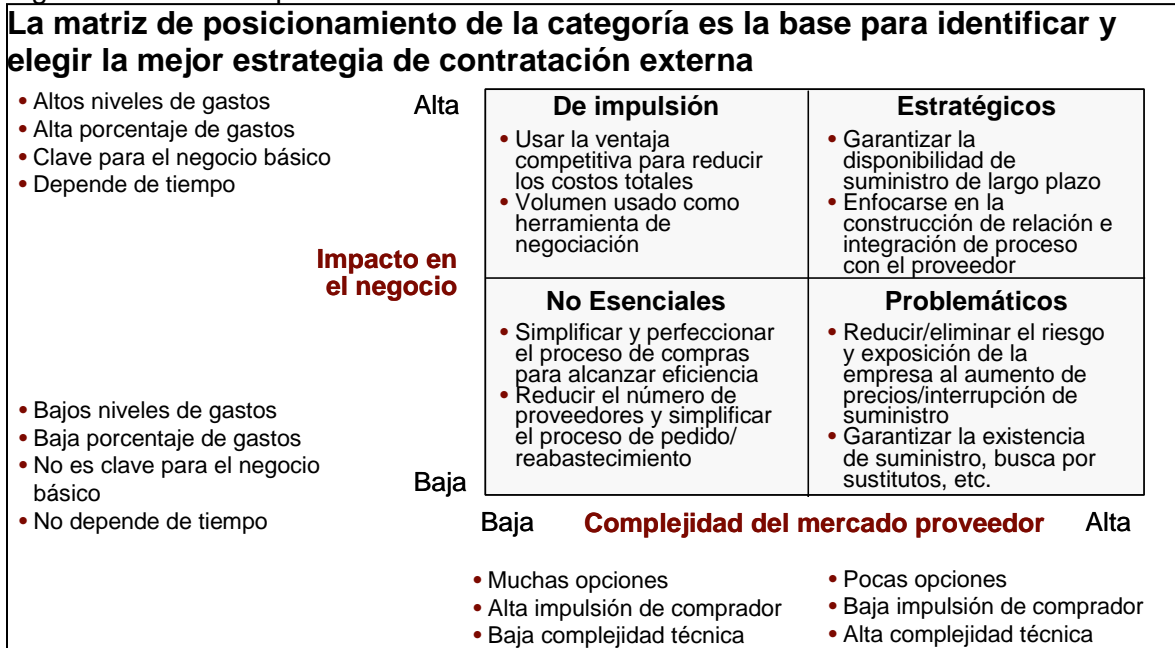 La matriz de posicionamiento de la categoría es la base para identificar y
elegir la mejor estrategia de contratación externa
• Altos niveles de gastos
• Alta porcentaje de gastos
• Clave para el negocio básico
• Depende de tiempo
Alta
Impacto en
el negocio
De impulsión
• Usar la ventaja
competitiva para reducir
los costos totales
• Volumen usado como
herramienta de
negociación
Estratégicos
• Garantizar la
disponibilidad de
suministro de largo plazo
• Enfocarse en la
construcción de relación e
integración de proceso
con el proveedor
No Esenciales
• Simplificar y perfeccionar
el proceso de compras
para alcanzar eficiencia
• Reducir el número de
proveedores y simplificar
el proceso de pedido/
reabastecimiento
Problemáticos
• Reducir/eliminar el riesgo
y exposición de la
empresa al aumento de
precios/interrupción de
suministro
• Garantizar la existencia
de suministro, busca por
sustitutos, etc.
• Bajos niveles de gastos
• Baja porcentaje de gastos
• No es clave para el negocio
básico
• No depende de tiempo
Baja
Baja
Complejidad del mercado proveedor
Alta
• Muchas opciones
• Alta impulsión de comprador
• Baja complejidad técnica
• Pocas opciones
• Baja impulsión de comprador
• Alta complejidad técnica